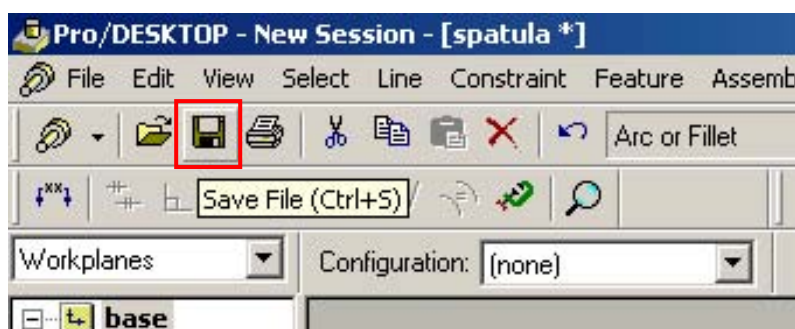 Pro/DESKTOP - New Session - [spatula *]
File Edit View Select Line Constraint Feature Assemb
Arc or Fillet
Save File (Ctrl+S)
Workplanes Configuration: (none)
base